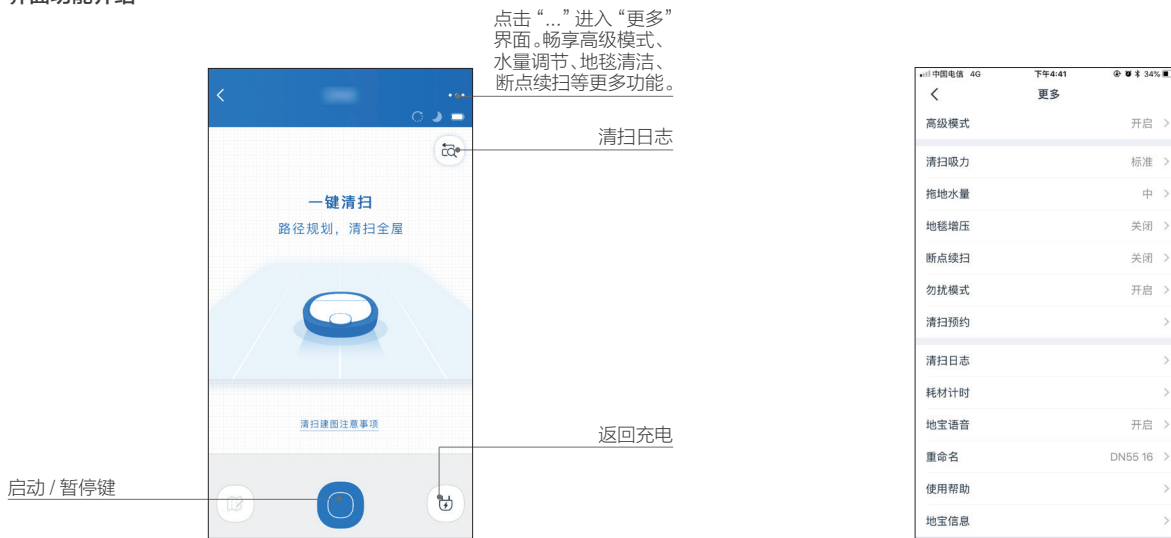 点击“...”进入“更多”
界面。畅享高级模式、
水量调节、地毯清洁、
断点续扫等更多功能。
清扫日志
一键清扫
路径规划，清扫全屋
清扫建图注意事项
返回充电
启动 / 暂停键
中国电信 4G 下午4:41 34%
更多
高级模式 开启
清扫吸力 标准
拖地水量 中
地毯增压 关闭
断点续扫 关闭
勿扰模式 开启
清扫预约
清扫日志
耗材计时
地宝语音 开启
重命名 DN55 16
使用帮助
地宝信息